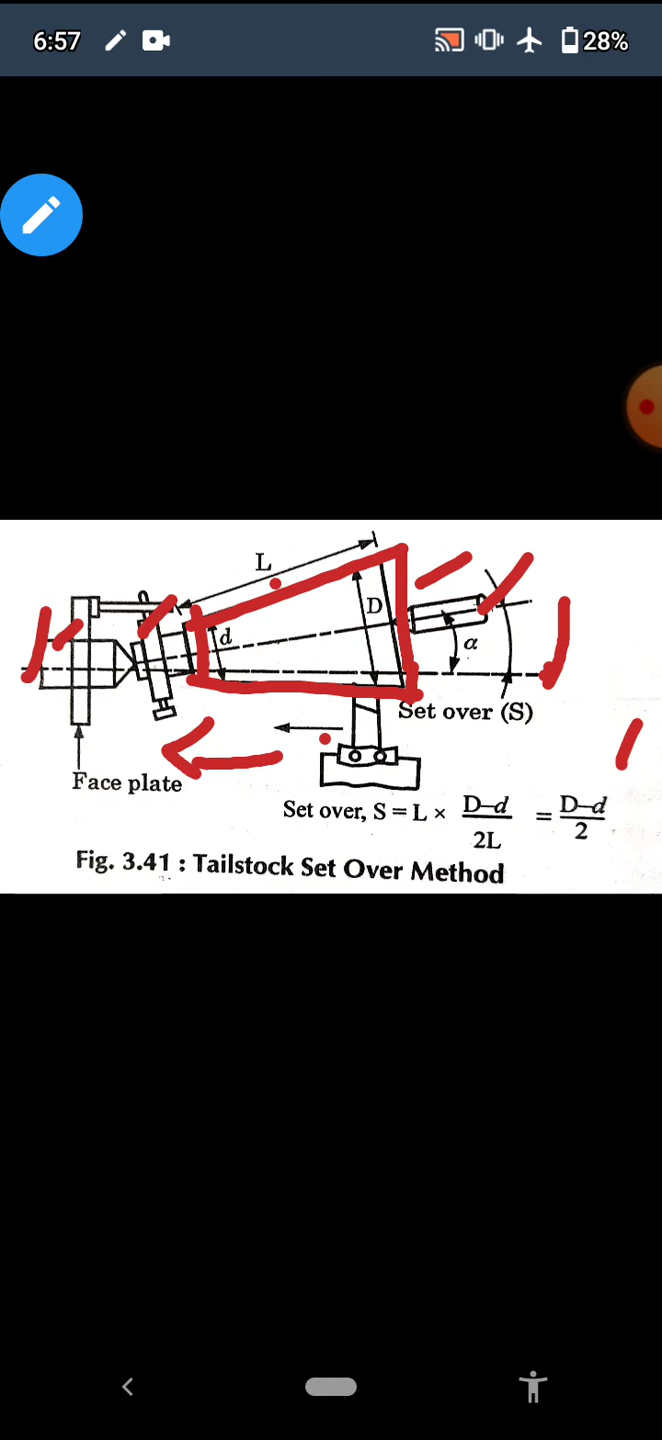 6:57
28%
L
D
d
α
Set over (S)
Face plate
Set over, S = L × D-d / 2L = D-d / 2
Fig. 3.41 : Tailstock Set Over Method